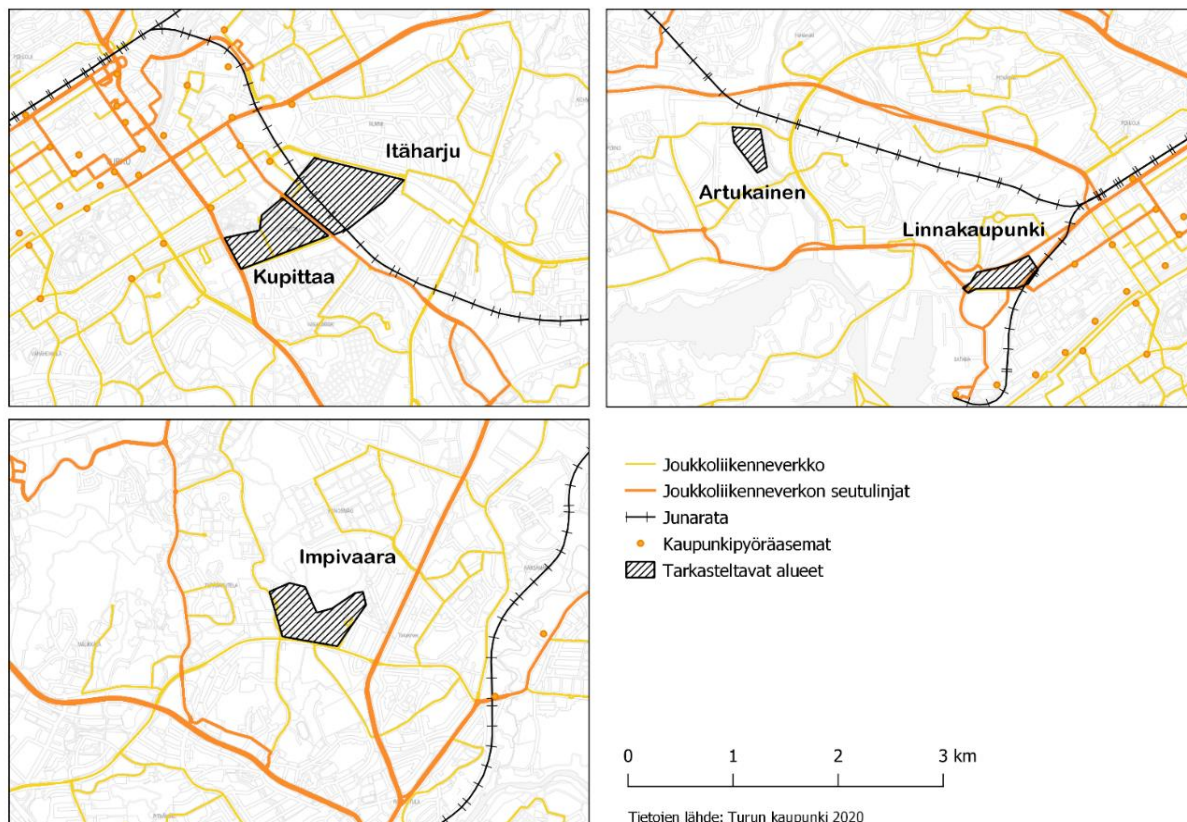 Itäharju
Kupittaa
Artukainen
Linnakaupunki
Impivaara
Joukkoliikenneverkko
Joukkoliikenneverkon seutulinjat
Junarata
Kaupunkipyöräasemat
Tarkasteltavat alueet
0 1 2 3 km
Tietojen lähde: Turun kaupunki 2020